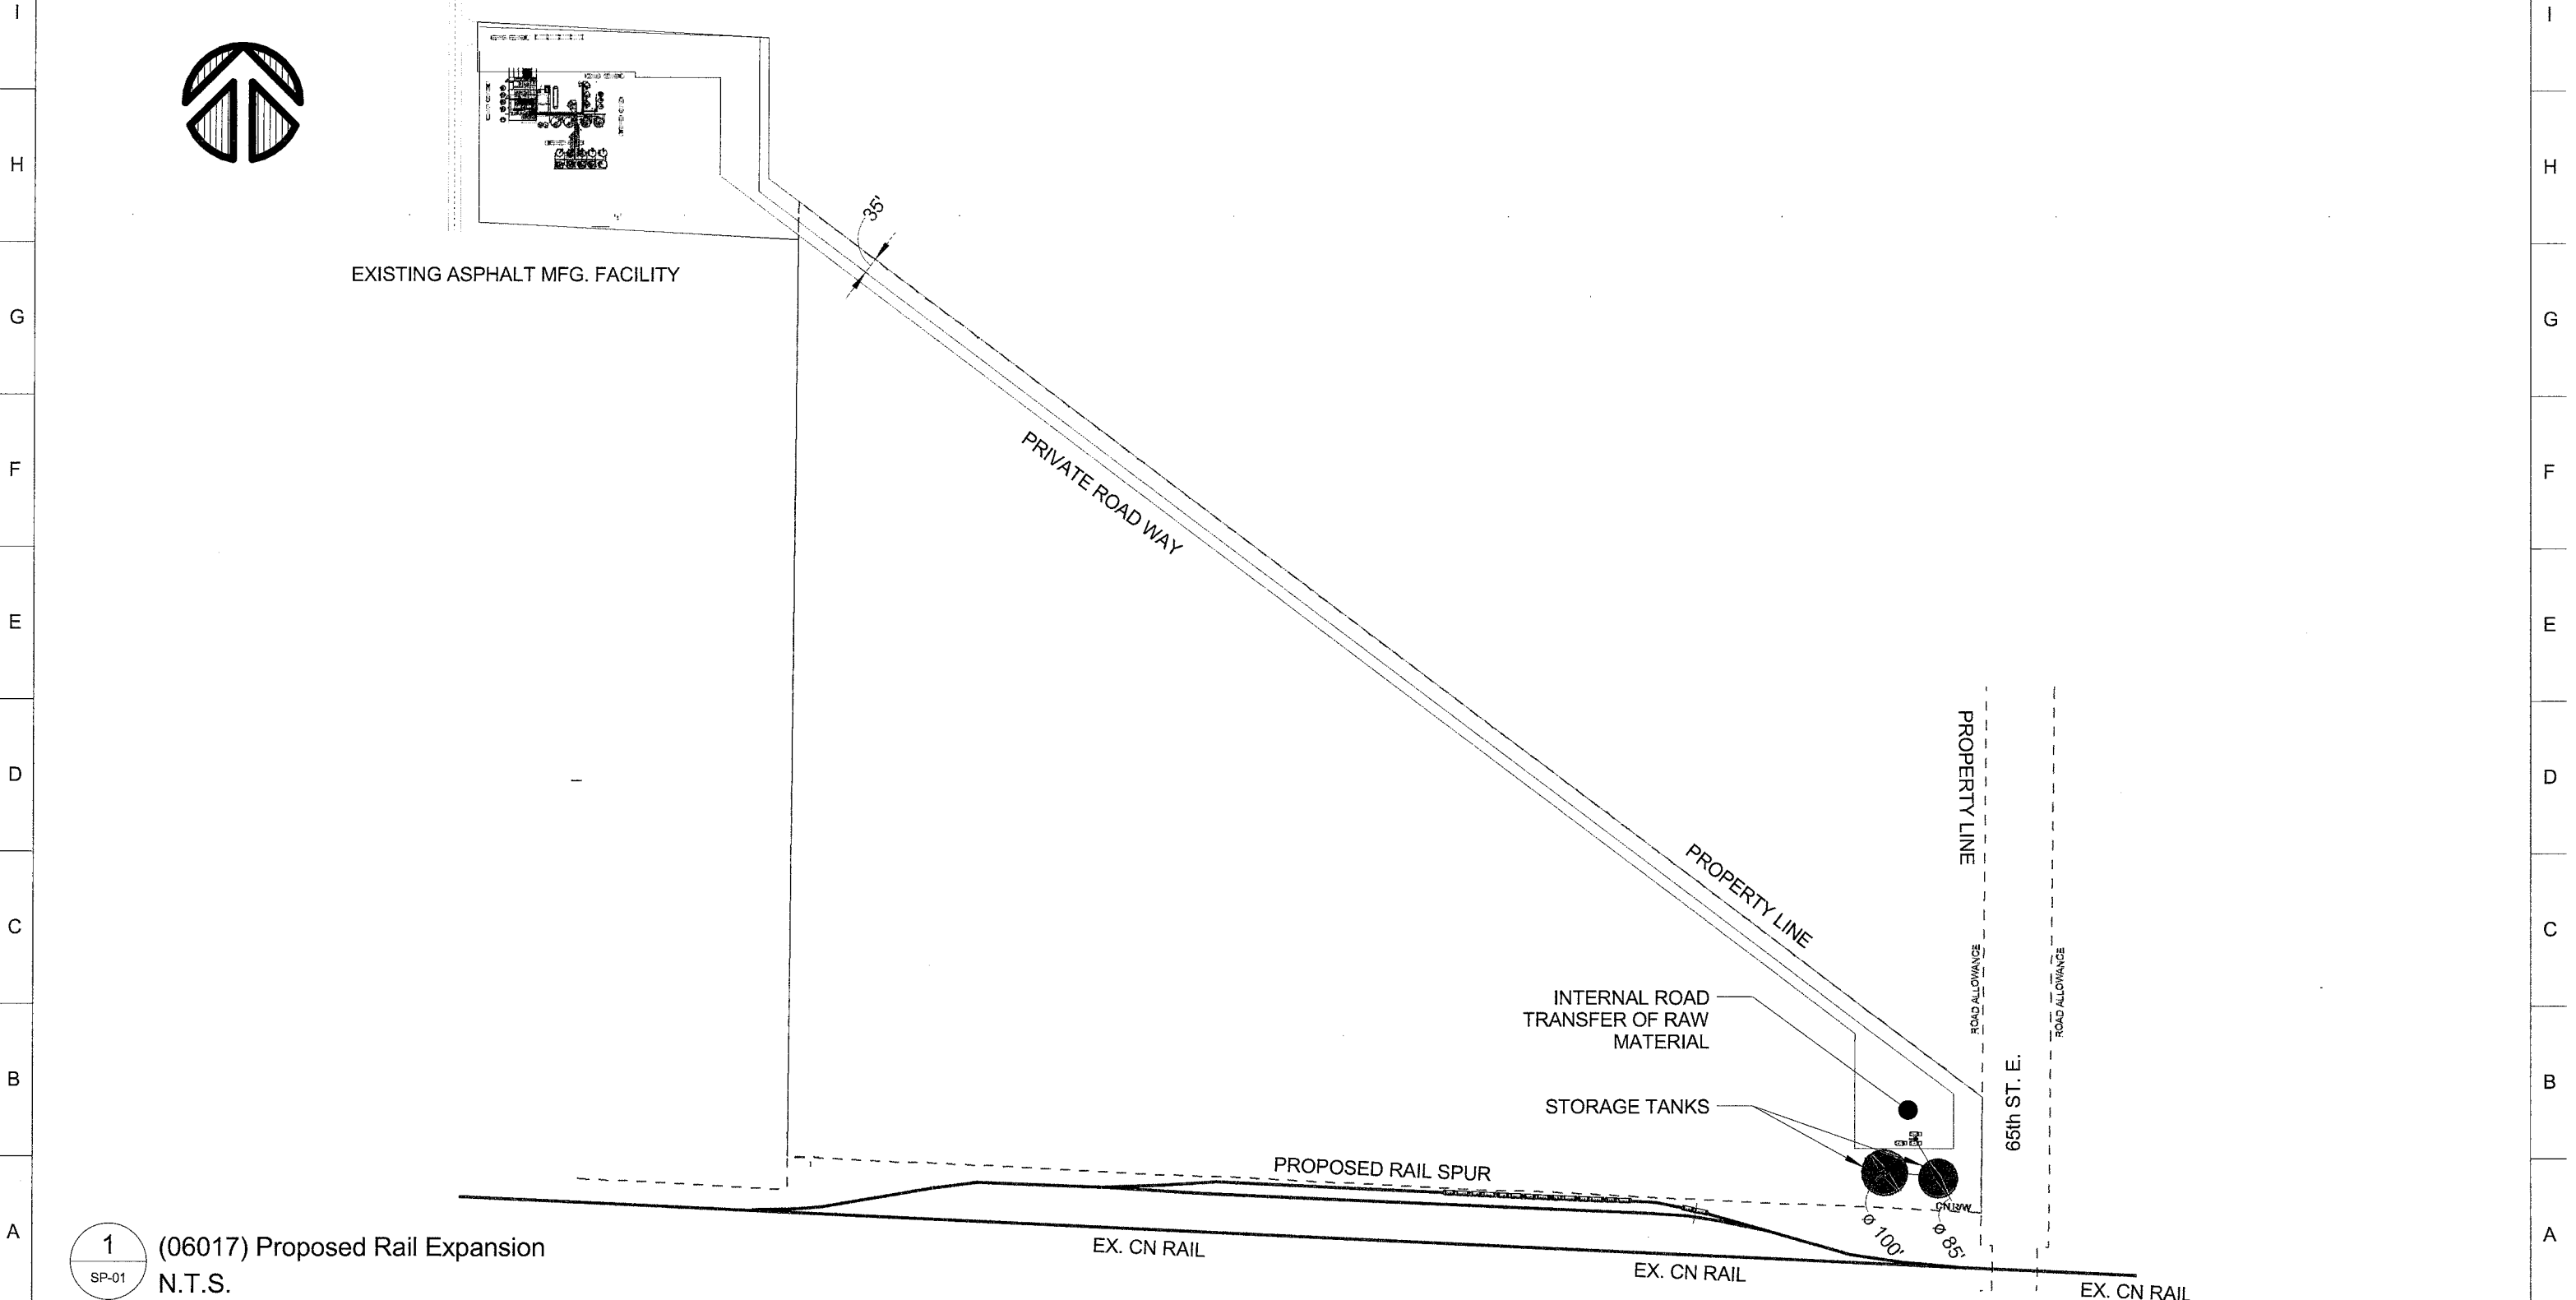 I
I
H
H
35'
EXISTING ASPHALT MFG. FACILITY
G
G
F
F
PRIVATE ROAD WAY
E
E
PROPERTY LINE
D
D
PROPERTY LINE
C
C
ROAD ALLOWANCE
ROAD ALLOWANCE
INTERNAL ROAD
TRANSFER OF RAW
MATERIAL
B
B
65th ST. E.
STORAGE TANKS
PROPOSED RAIL SPUR
CN R/W
Ø 100'
Ø 85'
A
A
1
SP-01
(06017) Proposed Rail Expansion
N.T.S.
EX. CN RAIL
EX. CN RAIL
EX. CN RAIL